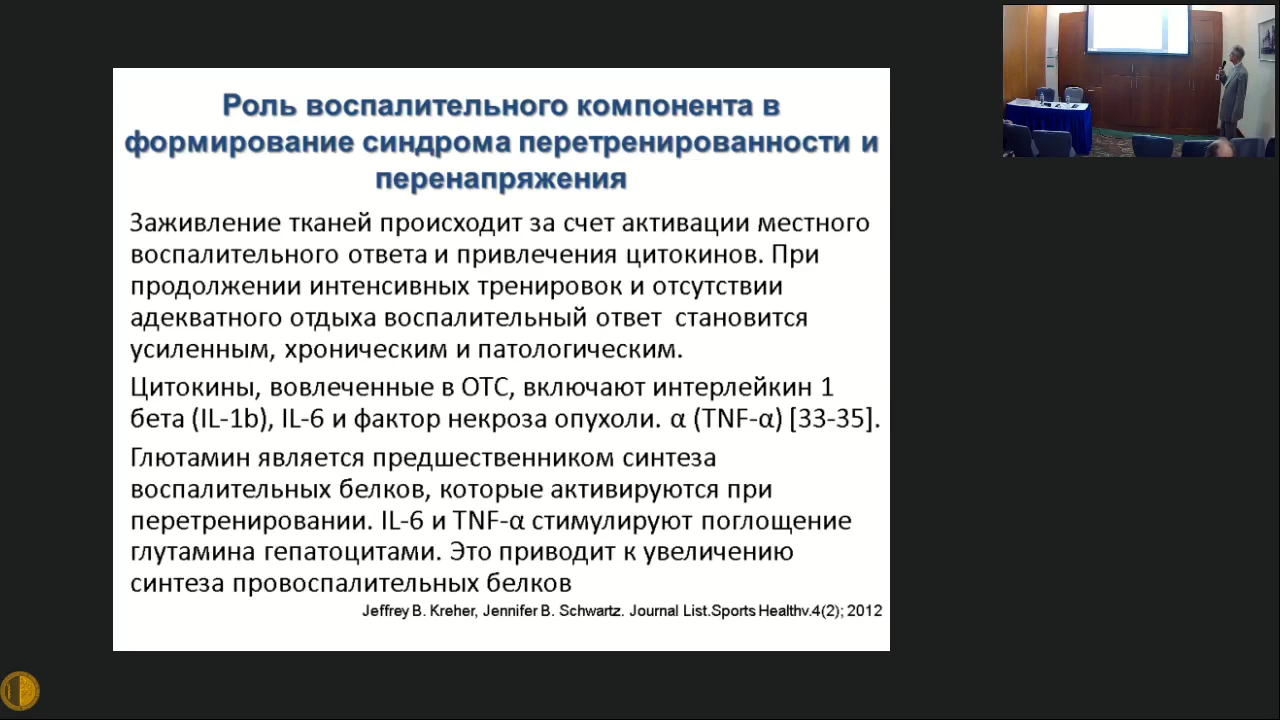 Роль воспалительного компонента в
формирование синдрома перетренированности и
перенапряжения
Заживление тканей происходит за счет активации местного
воспалительного ответа и привлечения цитокинов. При
продолжении интенсивных тренировок и отсутствии
адекватного отдыха воспалительный ответ становится
усиленным, хроническим и патологическим.
Цитокины, вовлеченные в ОТС, включают интерлейкин 1
бета (IL-1b), IL-6 и фактор некроза опухоли. α (TNF-α) [33-35].
Глютамин является предшественником синтеза
воспалительных белков, которые активируются при
перетренировании. IL-6 и TNF-α стимулируют поглощение
глутамина гепатоцитами. Это приводит к увеличению
синтеза провоспалительных белков
Jeffrey B. Kreher, Jennifer B. Schwartz. Journal List.Sports Healthv.4(2); 2012